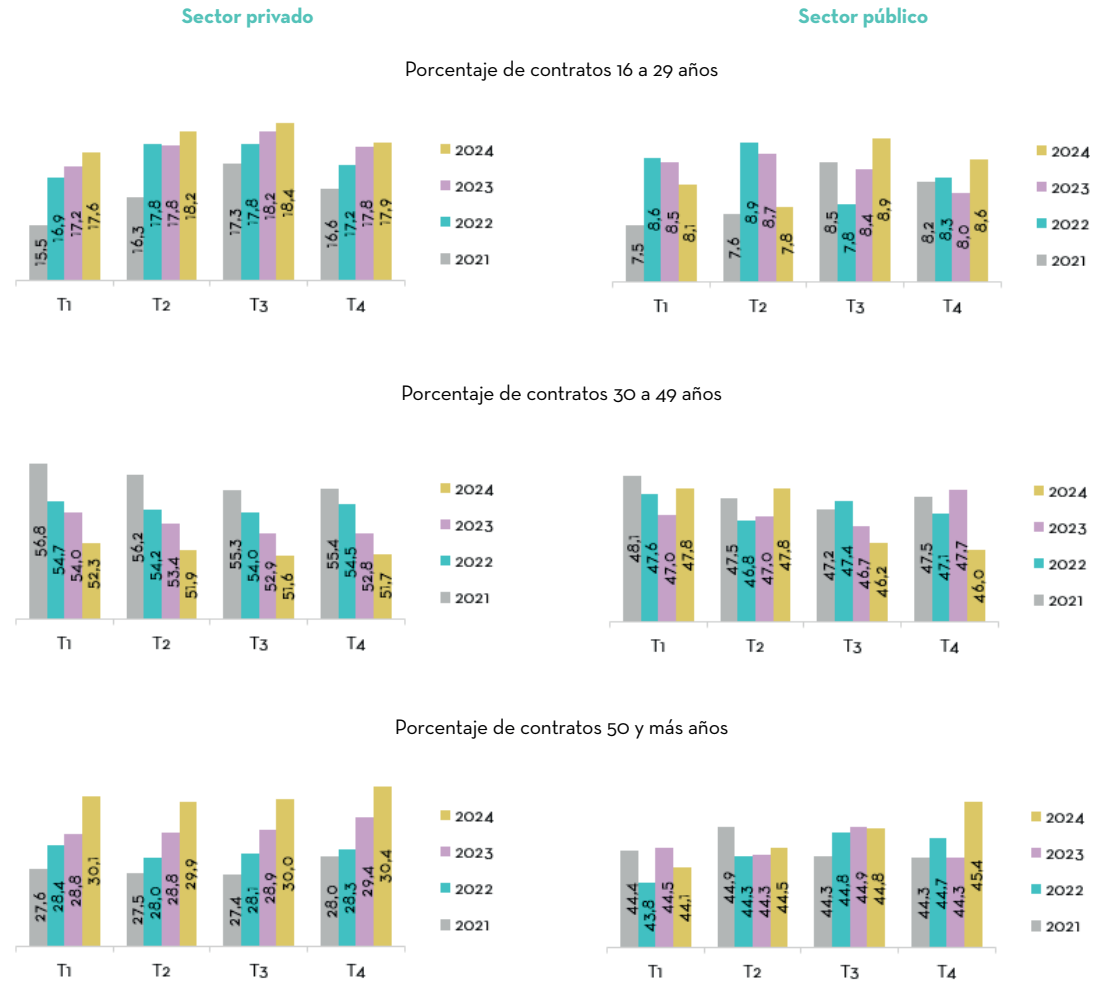 Sector privado
Sector público
Porcentaje de contratos 16 a 29 años
15,5 16,9 17,2 17,6 16,3 17,8 17,8 18,2 17,3 17,8 18,2 18,4 16,6 17,2 17,8 17,9
T1 T2 T3 T4
2024
2023
2022
2021
7,5 8,6 8,5 8,1 7,6 8,9 8,7 7,8 8,5 7,8 8,4 8,9 8,2 8,3 8,0 8,6
T1 T2 T3 T4
2024
2023
2022
2021
Porcentaje de contratos 30 a 49 años
56,8 54,7 54,0 52,3 56,2 54,2 53,4 51,9 55,3 54,0 52,9 51,6 55,4 54,5 52,8 51,7
T1 T2 T3 T4
2024
2023
2022
2021
48,1 47,6 47,0 47,8 47,5 46,8 47,0 47,8 47,2 47,4 46,7 46,2 47,5 47,1 47,7 46,0
T1 T2 T3 T4
2024
2023
2022
2021
Porcentaje de contratos 50 y más años
27,6 28,4 28,8 30,1 27,5 28,0 28,8 29,9 27,4 28,1 28,9 30,0 28,0 28,3 29,4 30,4
T1 T2 T3 T4
2024
2023
2022
2021
44,4 43,8 44,5 44,1 44,9 44,3 44,3 44,5 44,3 44,8 44,9 44,8 44,3 44,7 44,3 45,4
T1 T2 T3 T4
2024
2023
2022
2021